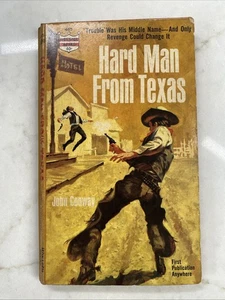 "Trouble Was His Middle Name—And Only
Revenge Could Change It
Hard Man
From Texas
HOTEL
John Conway
First
Publication
Anywhere